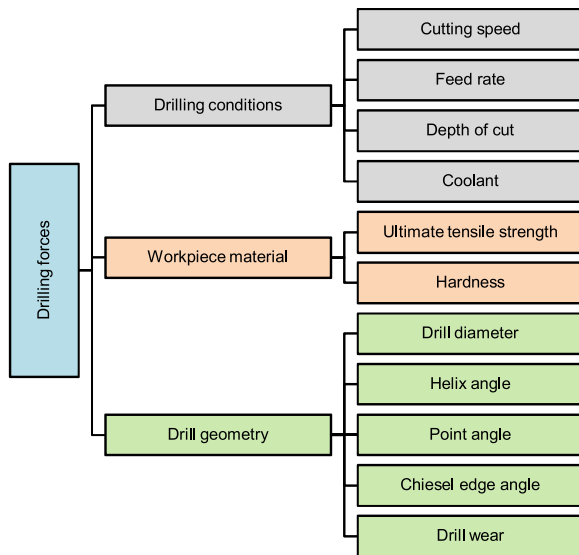 Drilling forces
Drilling conditions
Cutting speed
Feed rate
Depth of cut
Coolant
Workpiece material
Ultimate tensile strength
Hardness
Drill geometry
Drill diameter
Helix angle
Point angle
Chiesel edge angle
Drill wear